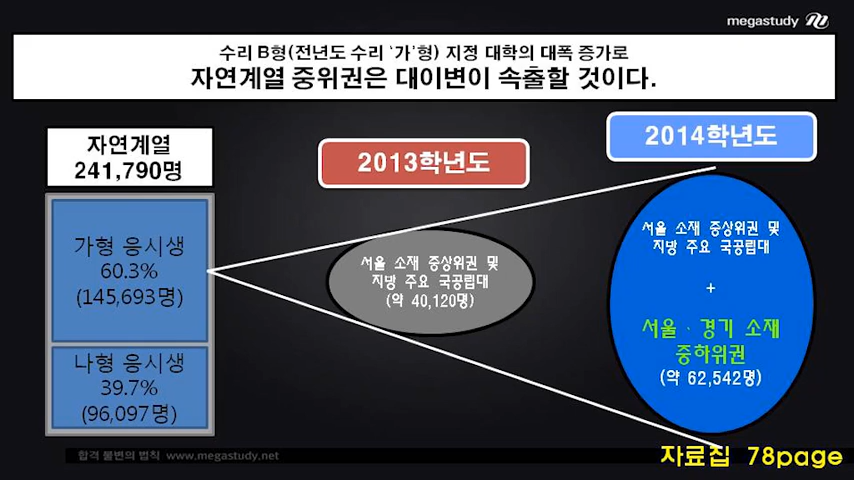 megastudy
수리 B형(전년도 수리 '가'형) 지정 대학의 대폭 증가로
자연계열 중위권은 대이변이 속출할 것이다.
자연계열
241,790명
가형 응시생
60.3%
(145,693명)
나형 응시생
39.7%
(96,097명)
2013학년도
서울 소재 중상위권 및
지방 주요 국공립대
(약 40,120명)
2014학년도
서울 소재 중상위권 및
지방 주요 국공립대
+
서울 · 경기 소재
중하위권
(약 62,542명)
합격 불변의 법칙 www.megastudy.net
자료집 78page